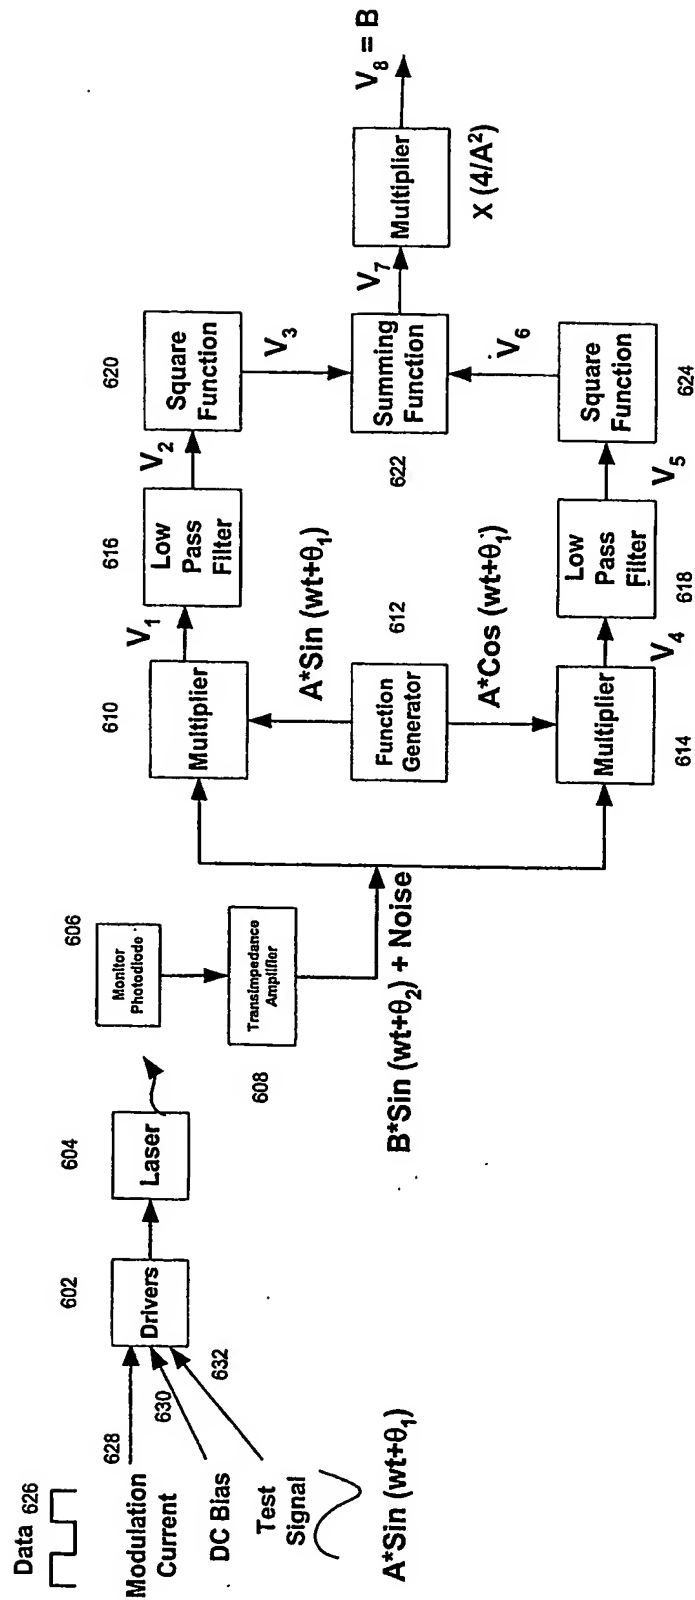 Data 626
628
Modulation
Current
630
DC Bias
632
Test
Signal
A*Sin (wt+θ₁)
602
Drivers
604
Laser
606
Monitor
Photodiode
Transimpedance
Amplifier
608
B*Sin (wt+θ₂) + Noise
610
Multiplier
V₁
616
Low
Pass
Filter
V₂
620
Square
Function
V₃
A*Sin (wt+θ₁)
612
Function
Generator
A*Cos (wt+θ₁)
614
Multiplier
V₄
618
Low
Pass
Filter
V₅
624
Square
Function
V₆
622
Summing
Function
V₇
Multiplier
X (4/A²)
V₈ = B